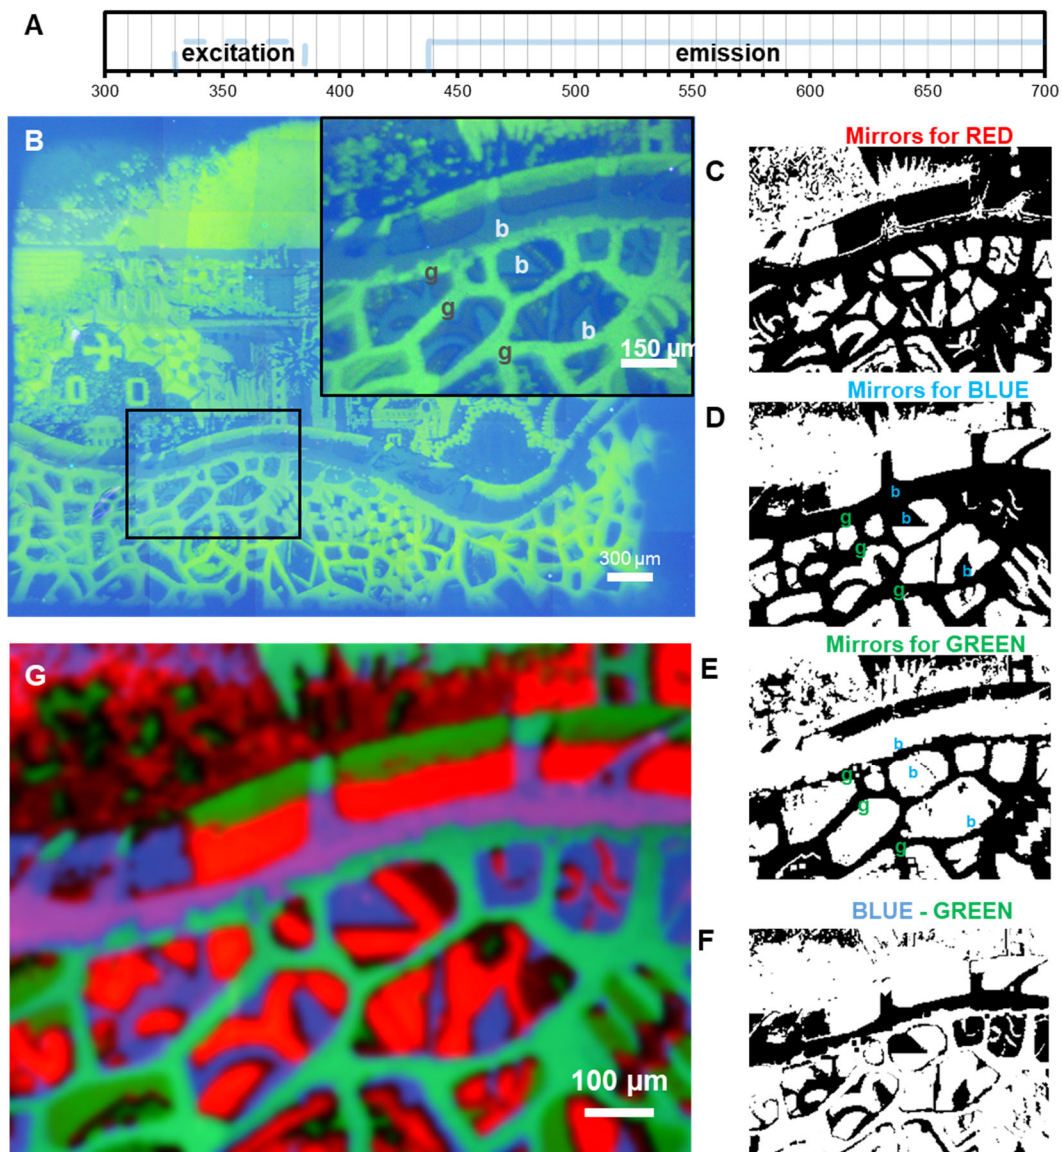 A
excitation
emission
300 350 400 450 500 550 600 650 700
B
b
b
g
g
b
g
150 µm
300 µm
Mirrors for RED
C
Mirrors for BLUE
D
b
g
b
g
b
g
Mirrors for GREEN
E
b
g
b
g
b
g
BLUE - GREEN
F
G
100 µm